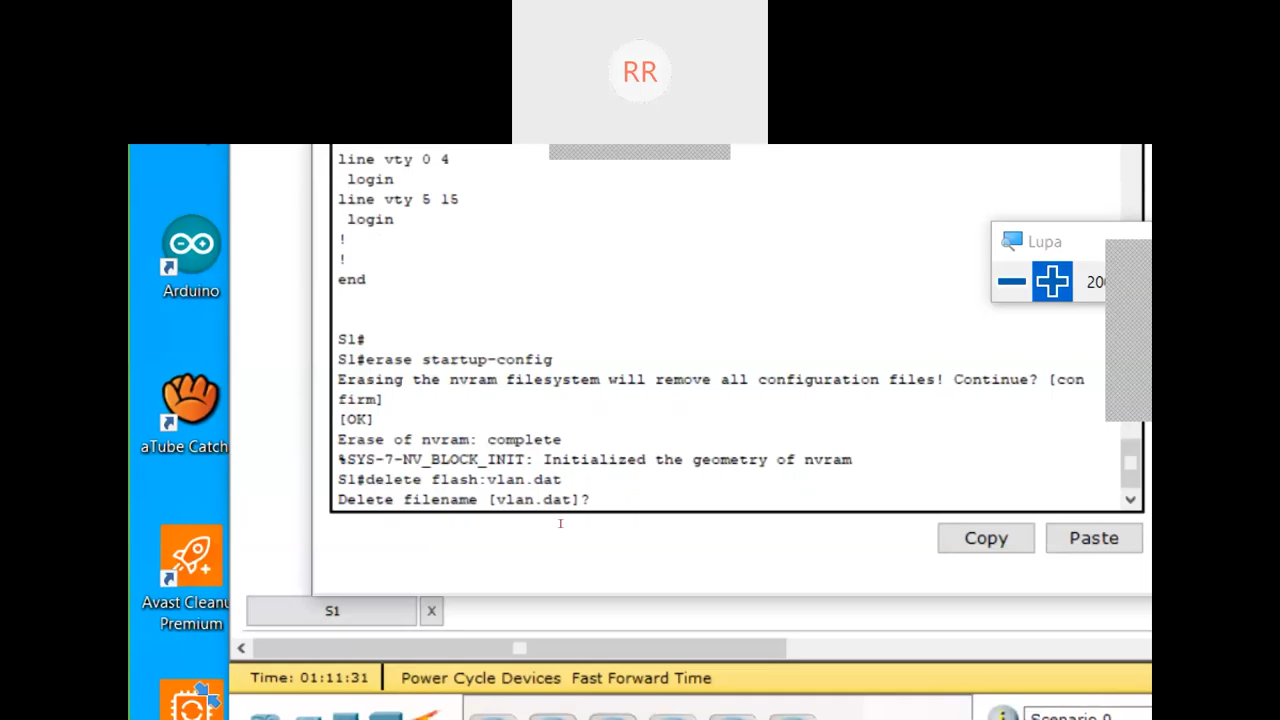 RR
line vty 0 4
login
line vty 5 15
login
!
!
end
S1#
S1#erase startup-config
Erasing the nvram filesystem will remove all configuration files! Continue? [con
firm]
[OK]
Erase of nvram: complete
%SYS-7-NV_BLOCK_INIT: Initialized the geometry of nvram
S1#delete flash:vlan.dat
Delete filename [vlan.dat]?
Lupa
Arduino
aTube Catch
Avast Cleanu
Premium
Copy
Paste
S1
X
Time: 01:11:31
Power Cycle Devices Fast Forward Time